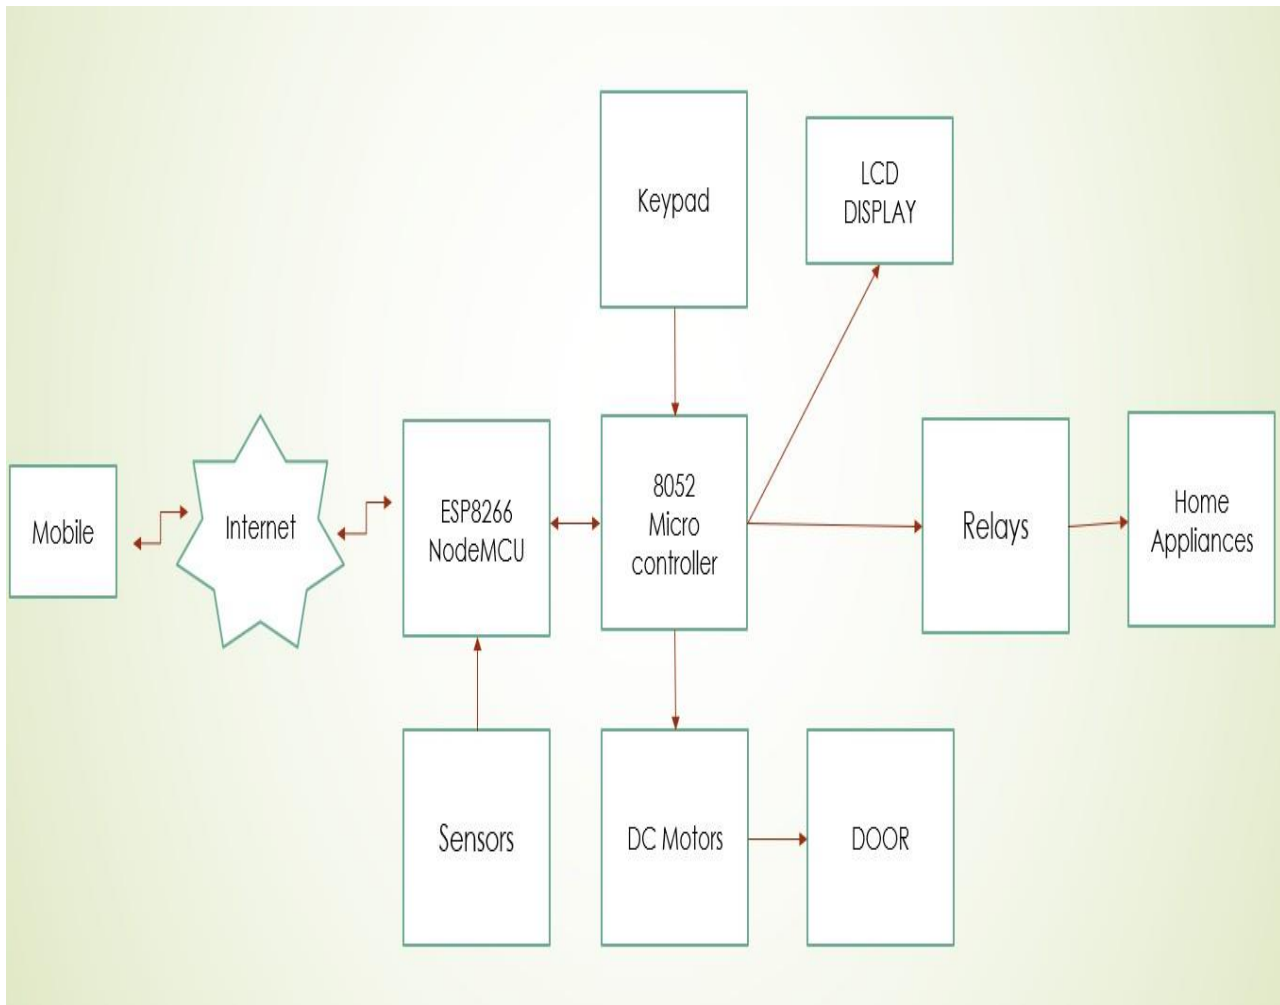 Keypad
LCD
DISPLAY
Mobile
Internet
ESP8266
NodeMCU
8052
Micro
controller
Relays
Home
Appliances
Sensors
DC Motors
DOOR